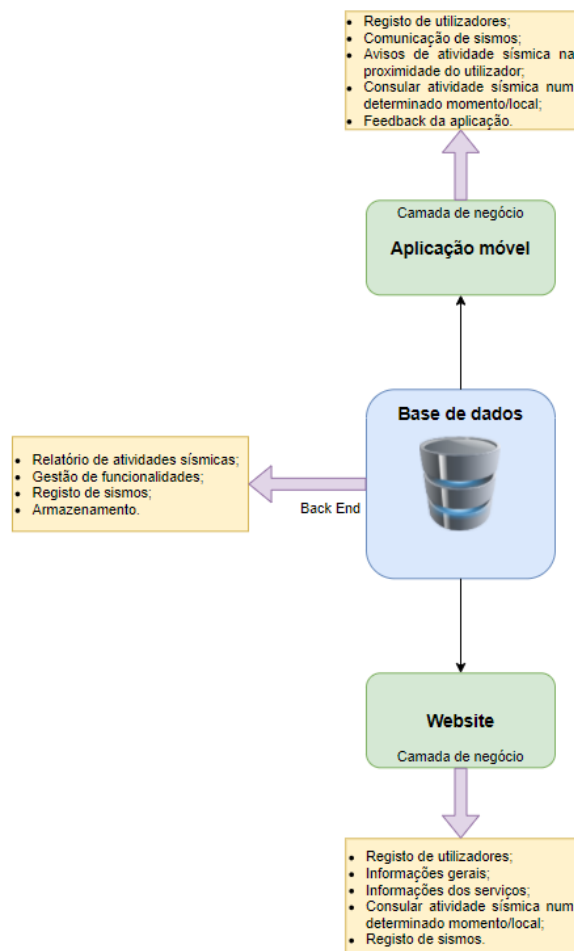 Registo de utilizadores;
Comunicação de sismos;
Avisos de atividade sísmica na
proximidade do utilizador;
Consular atividade sísmica num
determinado momento/local;
Feedback da aplicação.
Camada de negócio
Aplicação móvel
Base de dados
Relatório de atividades sísmicas;
Gestão de funcionalidades;
Registo de sismos;
Armazenamento.
Back End
Website
Camada de negócio
Registo de utilizadores;
Informações gerais;
Informações dos serviços;
Consular atividade sísmica num
determinado momento/local;
Registo de sismos.